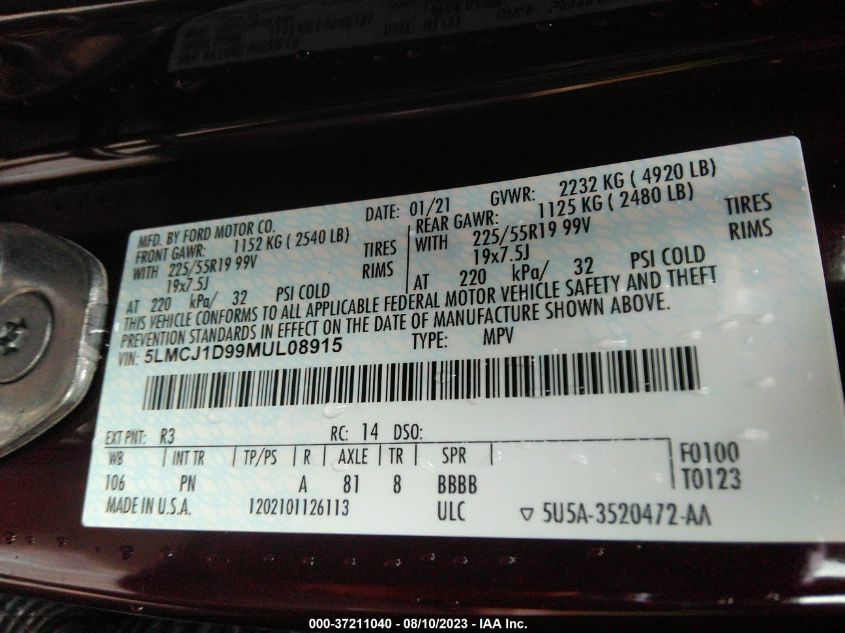 1125 KG ( 2480 LB)
01/21
MFD. BY FORD MOTOR CO. DATE: 01/21 GVWR: 2232 KG ( 4920 LB)
FRONT GAWR: 1152 KG ( 2540 LB) REAR GAWR: 1125 KG ( 2480 LB)
WITH 225/55R19 99V TIRES WITH 225/55R19 99V TIRES
19x7.5J RIMS 19x7.5J RIMS
AT 220 kPa/ 32 PSI COLD AT 220 kPa/ 32 PSI COLD
THIS VEHICLE CONFORMS TO ALL APPLICABLE FEDERAL MOTOR VEHICLE SAFETY AND THEFT
PREVENTION STANDARDS IN EFFECT ON THE DATE OF MANUFACTURE SHOWN ABOVE.
VIN: 5LMCJ1D99MUL08915 TYPE: MPV
EXT PNT: R3 RC: 14 DSO:
WB INT TR TP/PS R AXLE TR SPR F0100
106 PN A 81 8 BBBB T0123
MADE IN U.S.A. 1202101126113 ULC ▽ 5U5A-3520472-AA
000-37211040 - 08/10/2023 - IAA Inc.